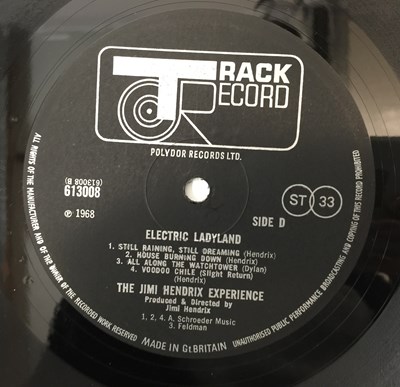 TRACK
RECORD
POLYDOR RECORDS LTD.
613008
(613008 B)
℗ 1968
ST 33
SIDE D
ELECTRIC LADYLAND
1. STILL RAINING, STILL DREAMING (Hendrix)
2. HOUSE BURNING DOWN (Hendrix)
3. ALL ALONG THE WATCHTOWER (Dylan)
4. VOODOO CHILE (Slight Return)
(Hendrix)
THE JIMI HENDRIX EXPERIENCE
Produced & Directed by
Jimi Hendrix
1, 2, 4. A. Schroeder Music
3. Feldman
ALL RIGHTS OF THE MANUFACTURER AND OF THE OWNER OF THE RECORDED WORK RESERVED
UNAUTHORISED PUBLIC PERFORMANCE BROADCASTING AND COPYING OF THIS RECORD PROHIBITED
MADE IN Gt. BRITAIN